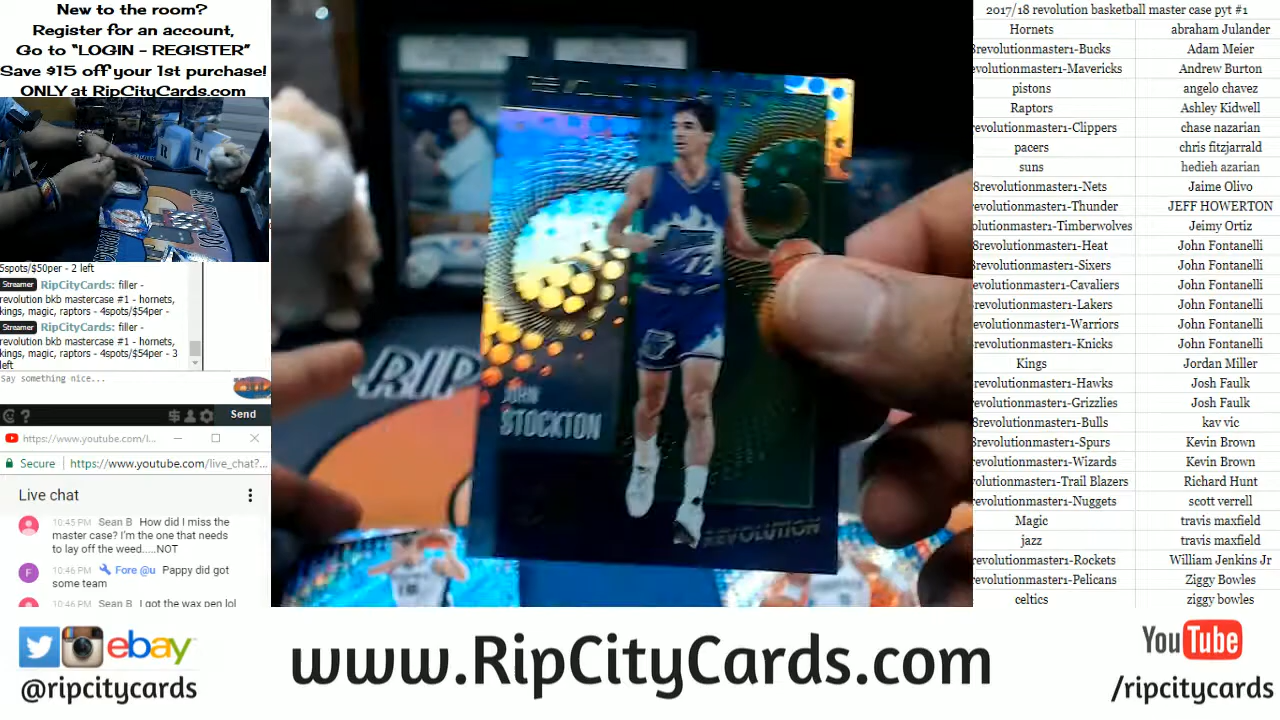 New to the room?
Register for an account,
Go to “LOGIN - REGISTER”
Save $15 off your 1st purchase!
ONLY at RipCityCards.com
5spots/$50per - 2 left
Streamer RipCityCards: filler -
revolution bkb mastercase #1 - hornets,
kings, magic, raptors - 4spots/$54per -
Streamer RipCityCards: filler -
revolution bkb mastercase #1 - hornets,
kings, magic, raptors - 4spots/$54per - 3
left
Say something nice...
Send
https://www.youtube.com/l...
Secure https://www.youtube.com/live_chat?...
Live chat
10:45 PM Sean B How did I miss the
master case? I'm the one that needs
to lay off the weed.....NOT
F 10:46 PM Fore @u Pappy did got
some team
10:46 PM Sean B I got the wax pen lol
RIP
12
JOHN
STOCKTON
REVOLUTION
2017/18 revolution basketball master case pyt #1
Hornets abraham Julander
8revolutionmaster1-Bucks Adam Meier
evolutionmaster1-Mavericks Andrew Burton
pistons angelo chavez
Raptors Ashley Kidwell
revolutionmaster1-Clippers chase nazarian
pacers chris fitzjarrald
suns hedieh azarian
8revolutionmaster1-Nets Jaime Olivo
revolutionmaster1-Thunder JEFF HOWERTON
olutionmaster1-Timberwolves Jeimy Ortiz
8revolutionmaster1-Heat John Fontanelli
revolutionmaster1-Sixers John Fontanelli
revolutionmaster1-Cavaliers John Fontanelli
revolutionmaster1-Lakers John Fontanelli
revolutionmaster1-Warriors John Fontanelli
revolutionmaster1-Knicks John Fontanelli
Kings Jordan Miller
revolutionmaster1-Hawks Josh Faulk
revolutionmaster1-Grizzlies Josh Faulk
8revolutionmaster1-Bulls kav vic
8revolutionmaster1-Spurs Kevin Brown
revolutionmaster1-Wizards Kevin Brown
volutionmaster1-Trail Blazers Richard Hunt
revolutionmaster1-Nuggets scott verrell
Magic travis maxfield
jazz travis maxfield
revolutionmaster1-Rockets William Jenkins Jr
revolutionmaster1-Pelicans Ziggy Bowles
celtics ziggy bowles
ebay
@ripcitycards
www.RipCityCards.com
YouTube
/ripcitycards